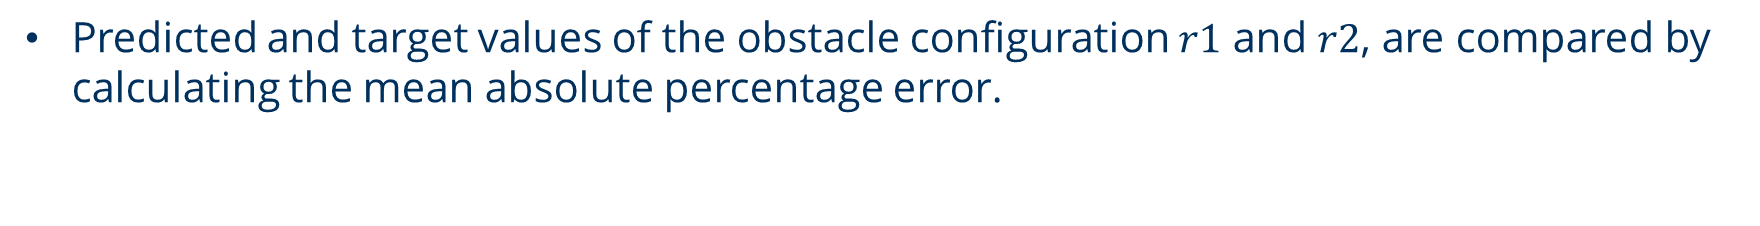 • Predicted and target values of the obstacle configuration r1 and r2, are compared by
calculating the mean absolute percentage error.